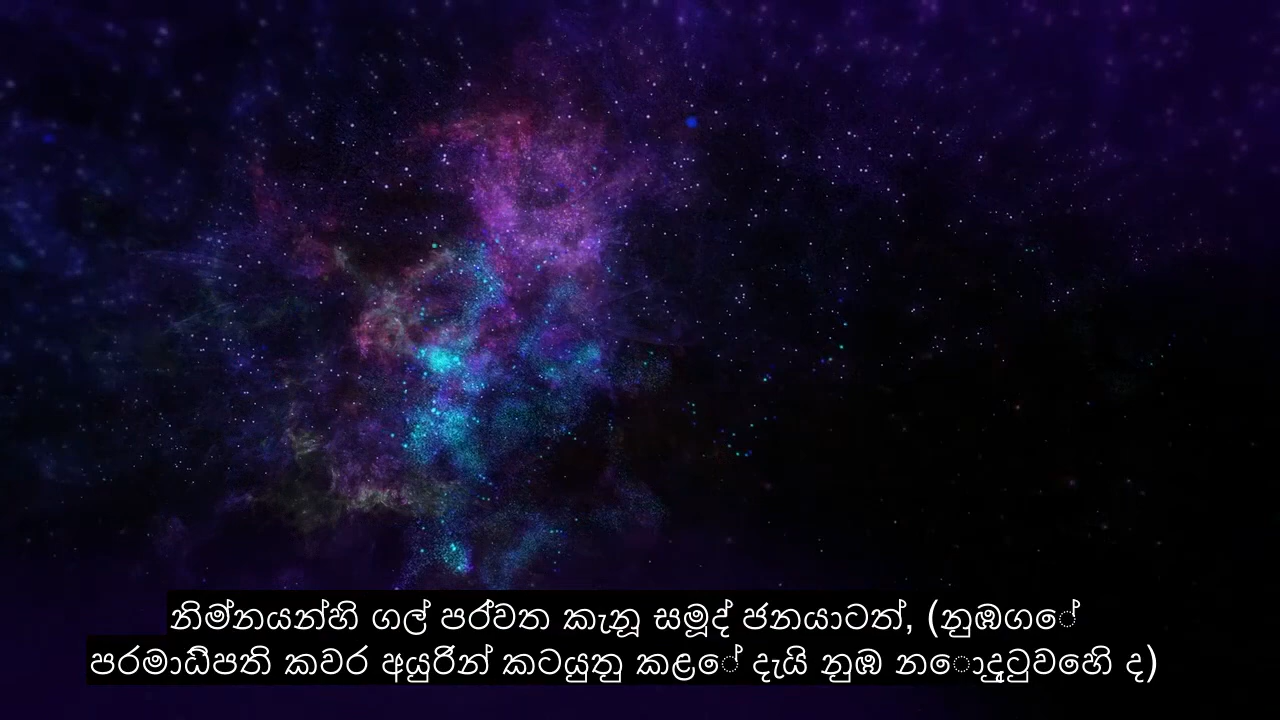 නිම්නයන්හි ගල් පර්වත කැනූ සමූද් ජනයාටත්, (නුඹගේ
පරමාධිපති කවර අයුරින් කටයුතු කළේ දැයි නුඹ නොදුටුවෙහි ද)